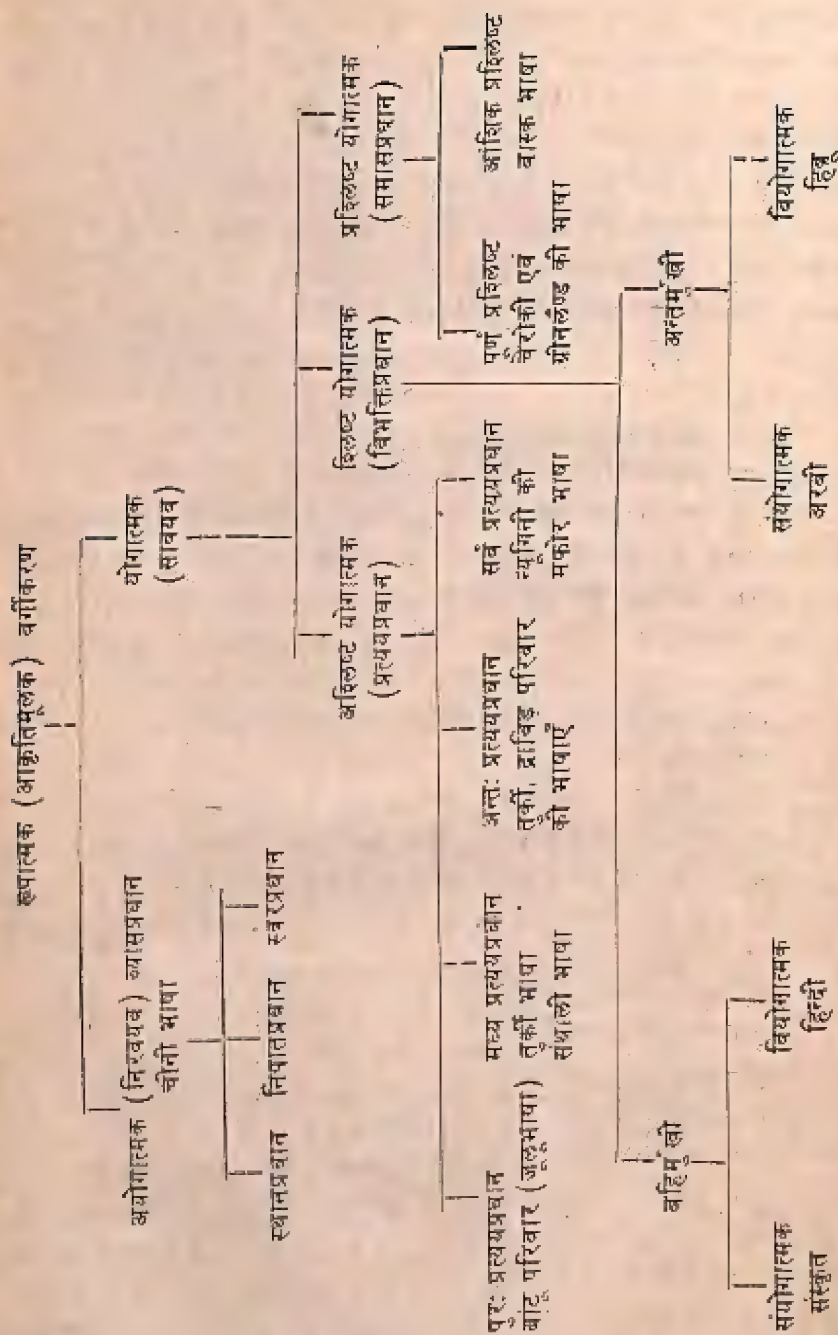 रूपात्मक (आकृतिमूलक) वर्गीकरण
अयोगात्मक (निरवयव) व्यासप्रधान
चीनी भाषा
योगात्मक
(सावयव)
स्थानप्रधान निपातप्रधान स्वरप्रधान
अश्लिष्ट योगात्मक
(प्रत्ययप्रधान)
श्लिष्ट योगात्मक
(विभक्तिप्रधान)
प्रश्लिष्ट योगात्मक
(समासप्रधान)
पुरः प्रत्ययप्रधान
बांटू परिवार (जूलूभाषा)
मध्य प्रत्ययप्रधान
तुर्की भाषा
संथाली भाषा
अन्तः प्रत्ययप्रधान
तुर्की, द्राविड़ परिवार
की भाषाएँ
सर्व प्रत्ययप्रधान
न्यूगिनी की
मफोर भाषा
पूर्ण प्रश्लिष्ट
चेरोकी एवं
ग्रीनलैण्ड की भाषा
आंशिक प्रश्लिष्ट
बास्क भाषा
बहिर्मुखी
अन्तर्मुखी
संयोगात्मक
संस्कृत
वियोगात्मक
हिन्दी
संयोगात्मक
अरबी
वियोगात्मक
हिब्रू